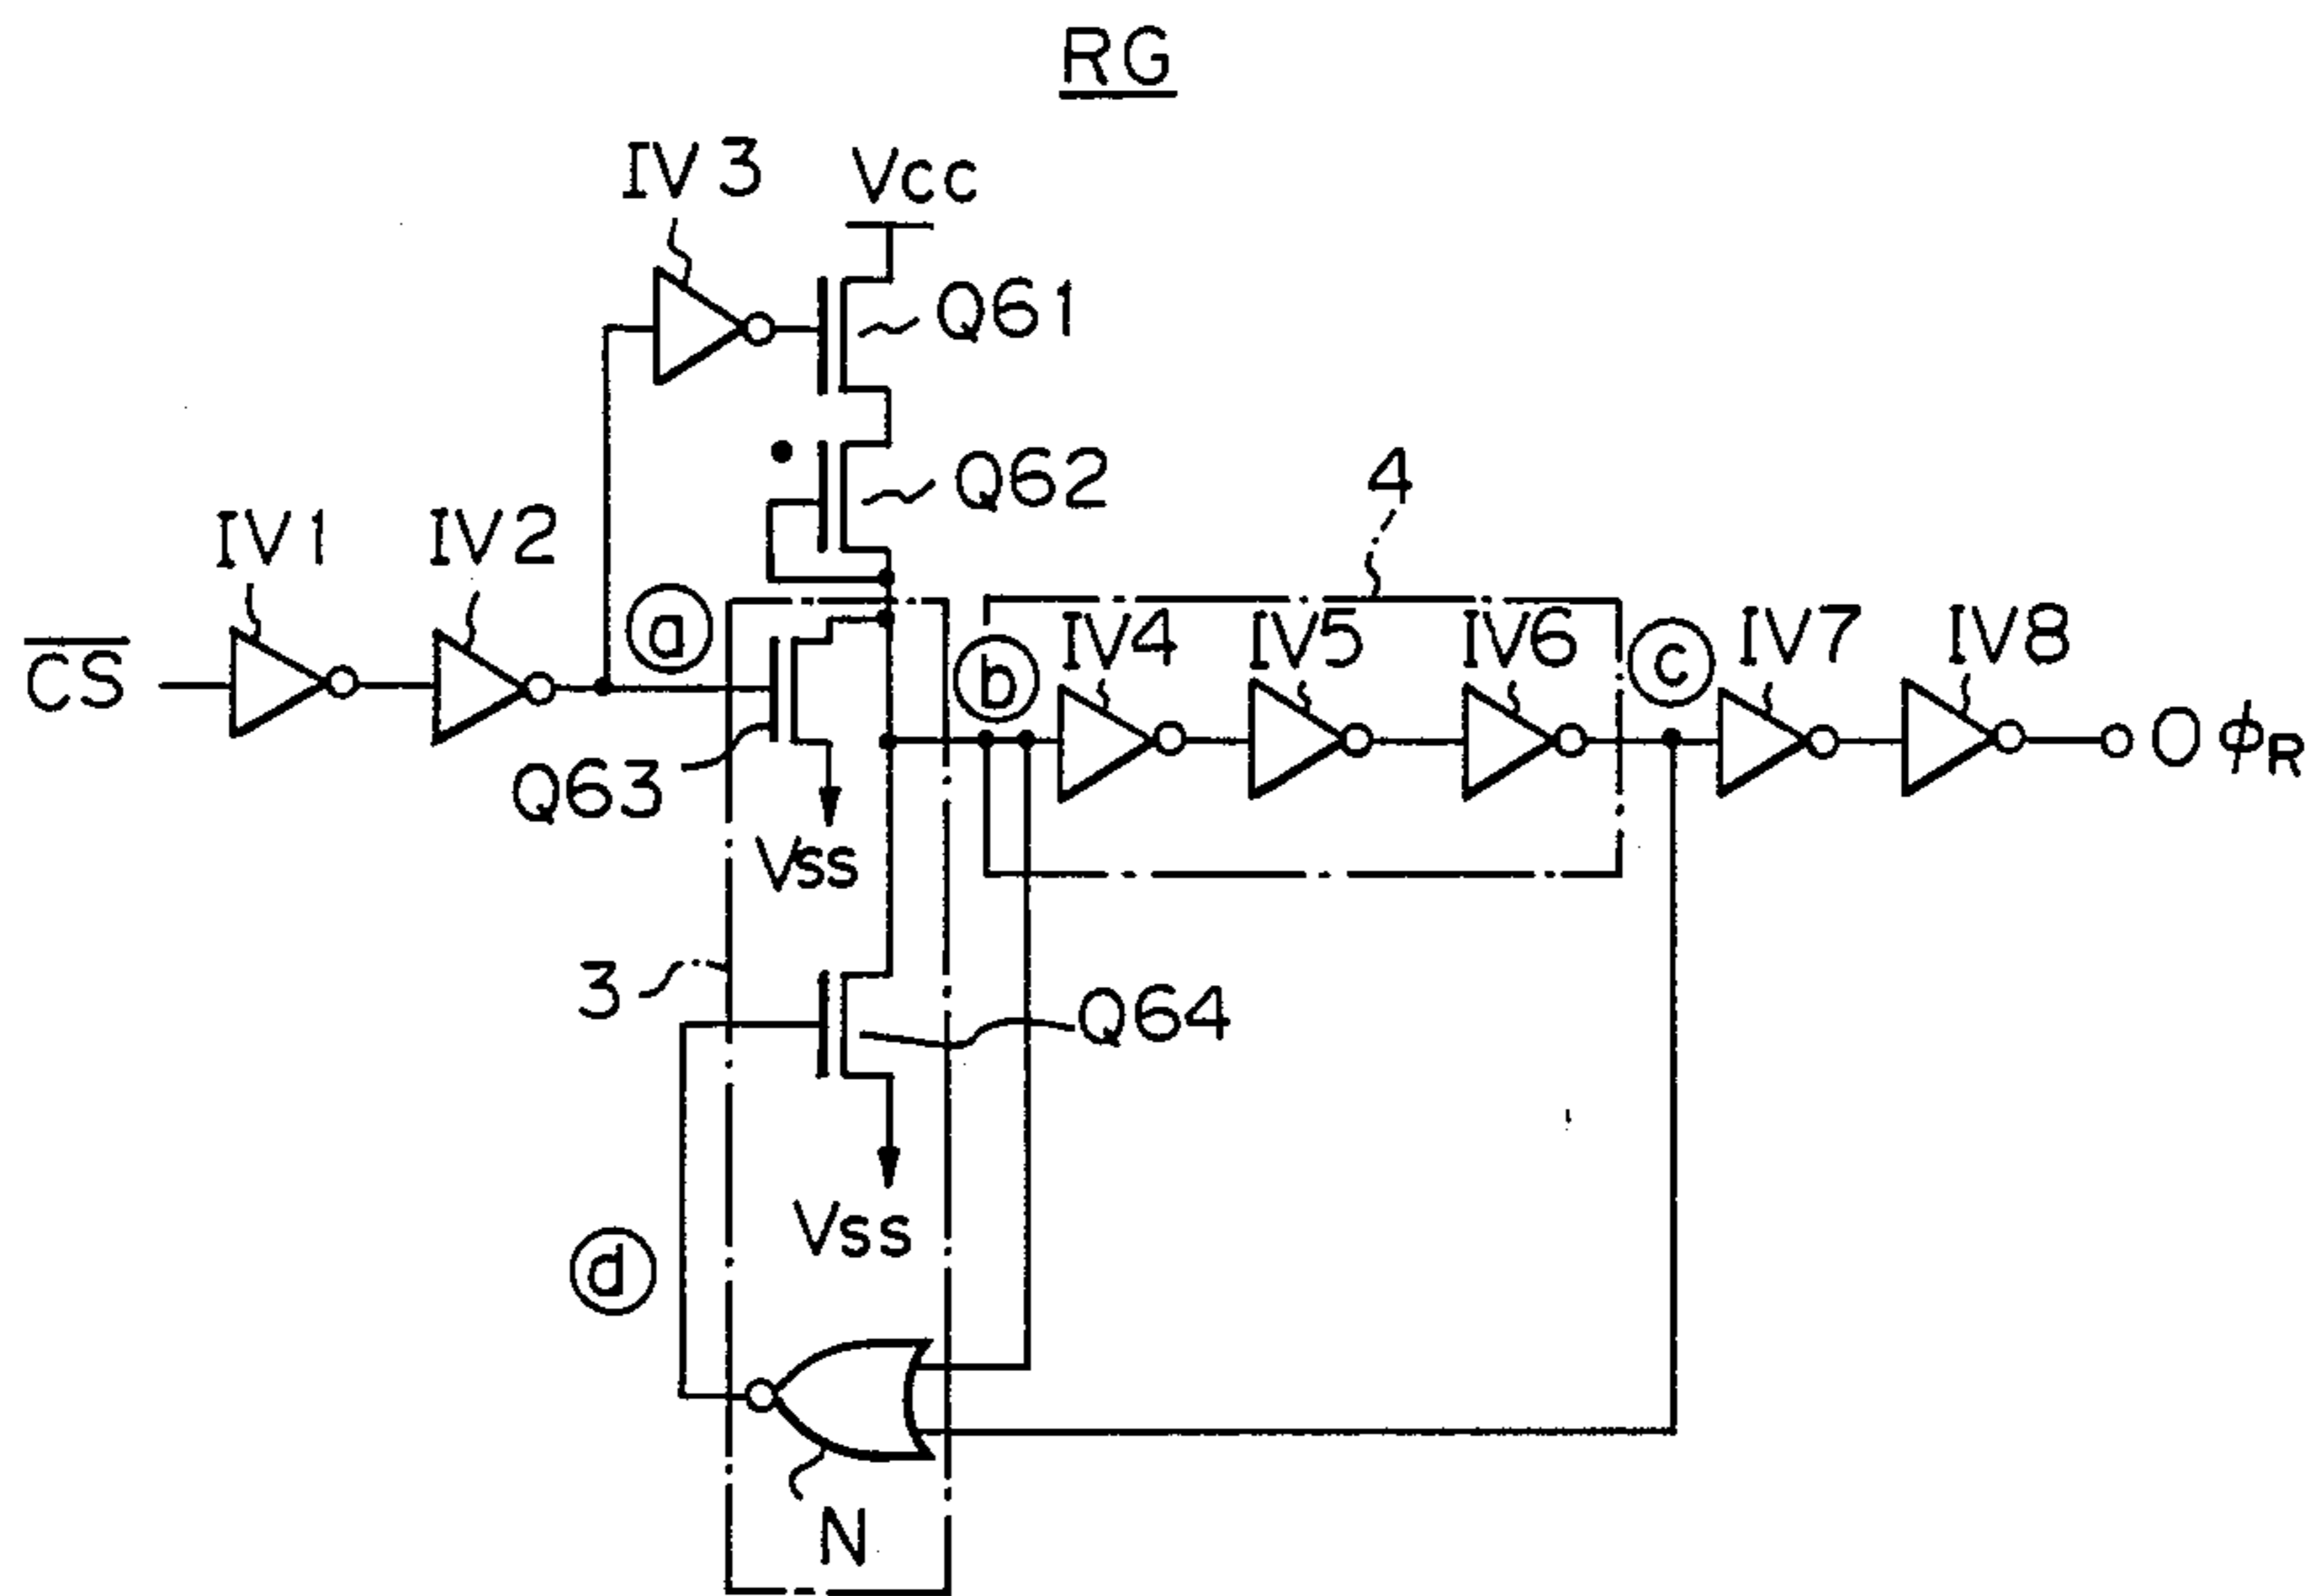 RG
IV3
Vcc
Q61
Q62
4
IV1
IV2
ⓐ
CS
ⓑ
IV4
IV5
IV6
ⓒ
IV7
IV8
O ϕR
Q63
Vss
3
Q64
Vss
ⓓ
N